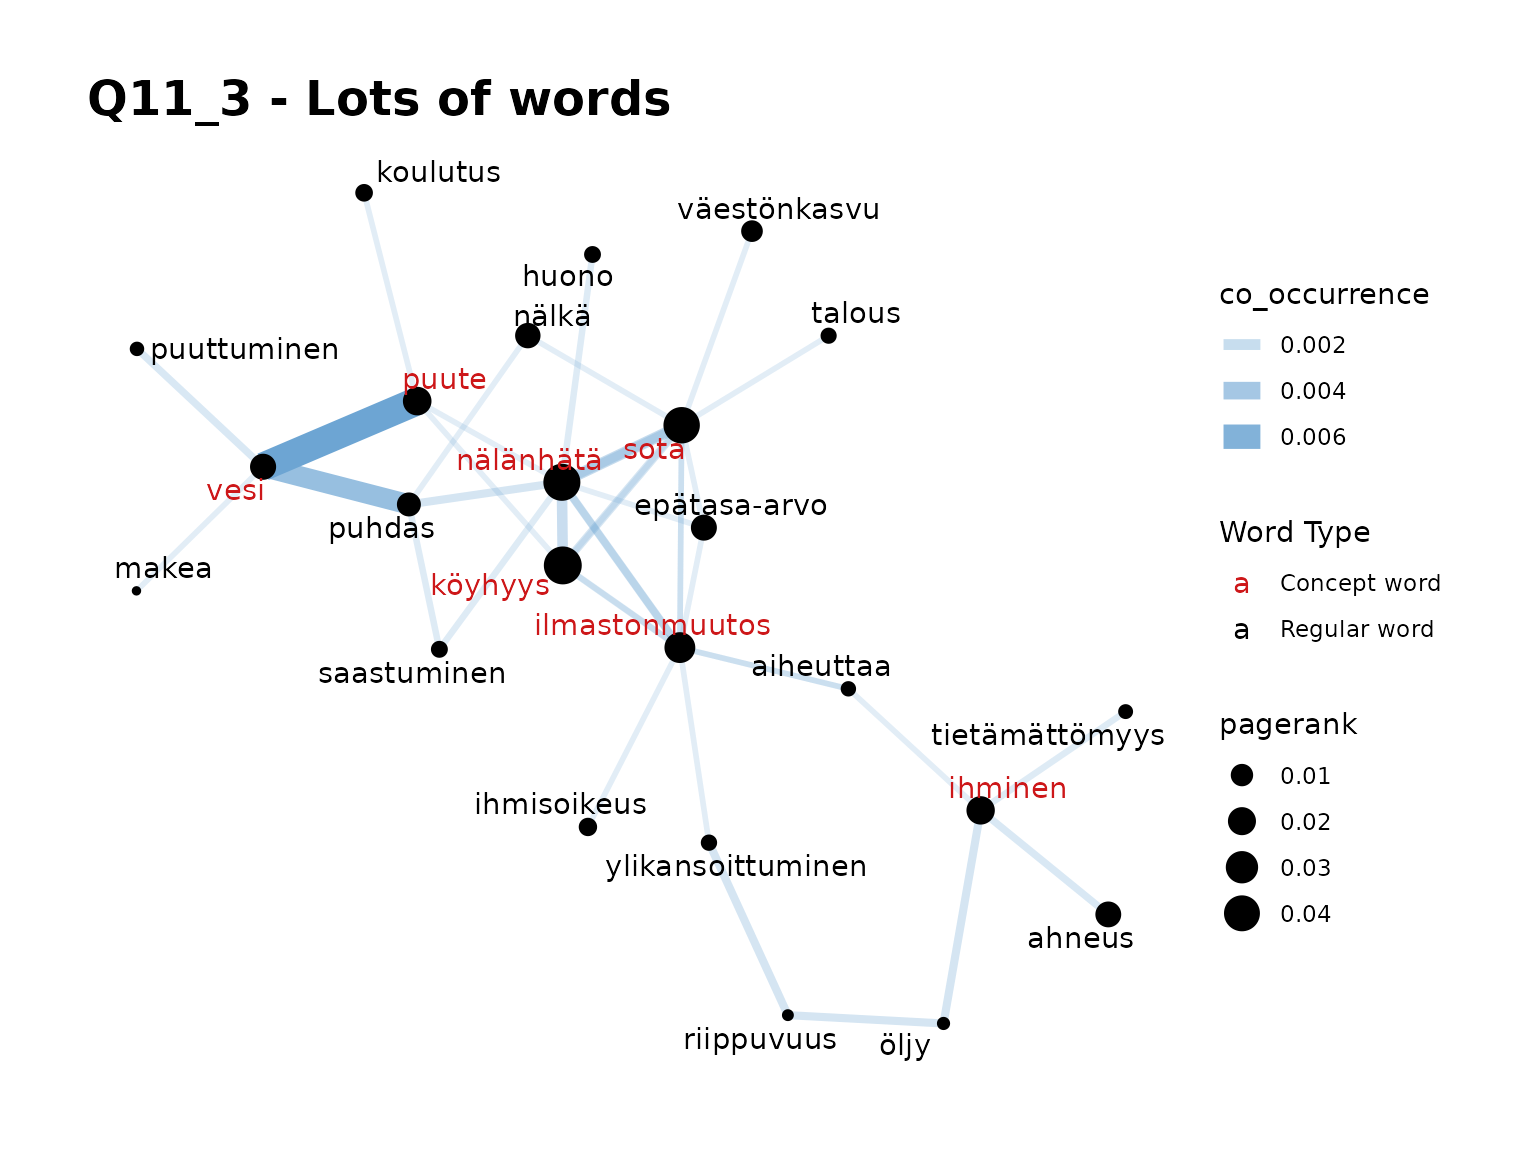 Q11_3 - Lots of words
koulutus
väestönkasvu
huono
nälkä
talous
puuttuminen
puute
sota
nälänhätä
vesi
epätasa-arvo
puhdas
makea
köyhyys
ilmastonmuutos
saastuminen
aiheuttaa
tietämättömyys
ihminen
ihmisoikeus
ylikansoittuminen
ahneus
riippuvuus
öljy
co_occurrence
0.002
0.004
0.006
Word Type
a Concept word
a Regular word
pagerank
0.01
0.02
0.03
0.04